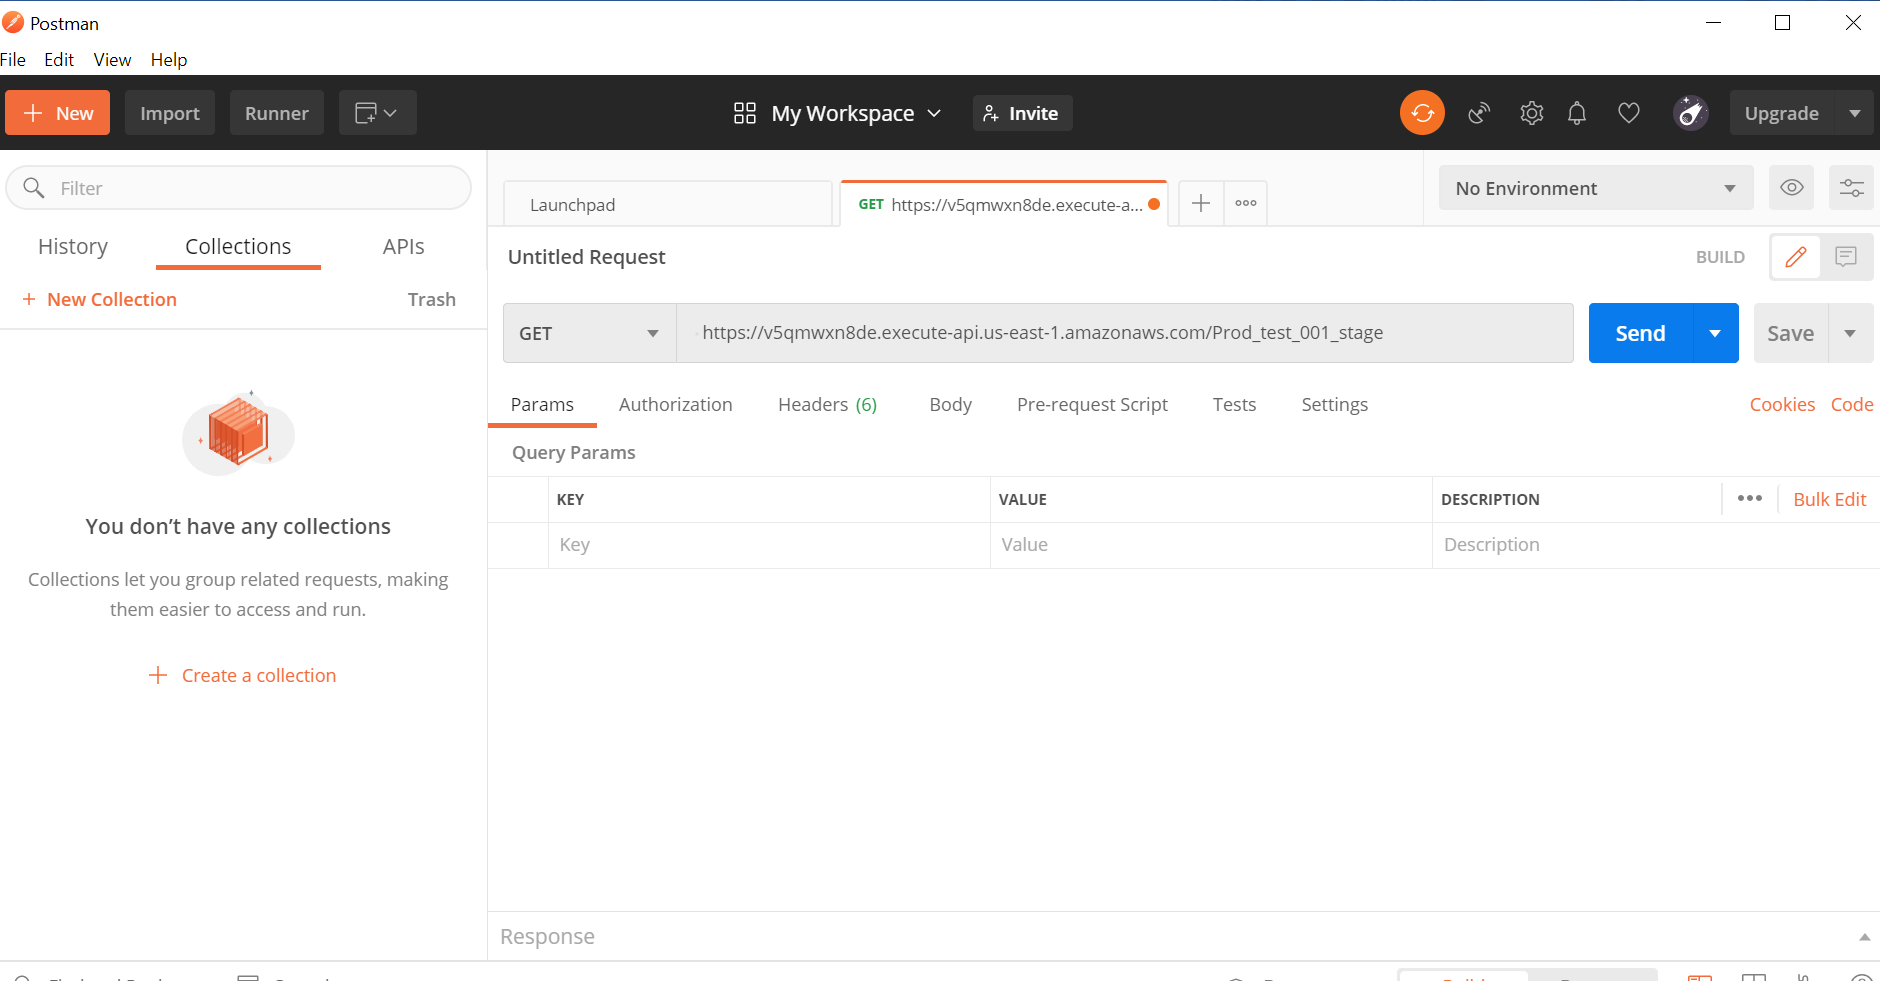 Postman
File Edit View Help
New Import Runner My Workspace Invite Upgrade
Filter
History Collections APIs
+ New Collection Trash
You don’t have any collections
Collections let you group related requests, making
them easier to access and run.
+ Create a collection
Launchpad GET https://v5qmwxn8de.execute-a... + No Environment
Untitled Request BUILD
GET https://v5qmwxn8de.execute-api.us-east-1.amazonaws.com/Prod_test_001_stage Send Save
Params Authorization Headers (6) Body Pre-request Script Tests Settings Cookies Code
Query Params
KEY VALUE DESCRIPTION ••• Bulk Edit
Key Value Description
Response